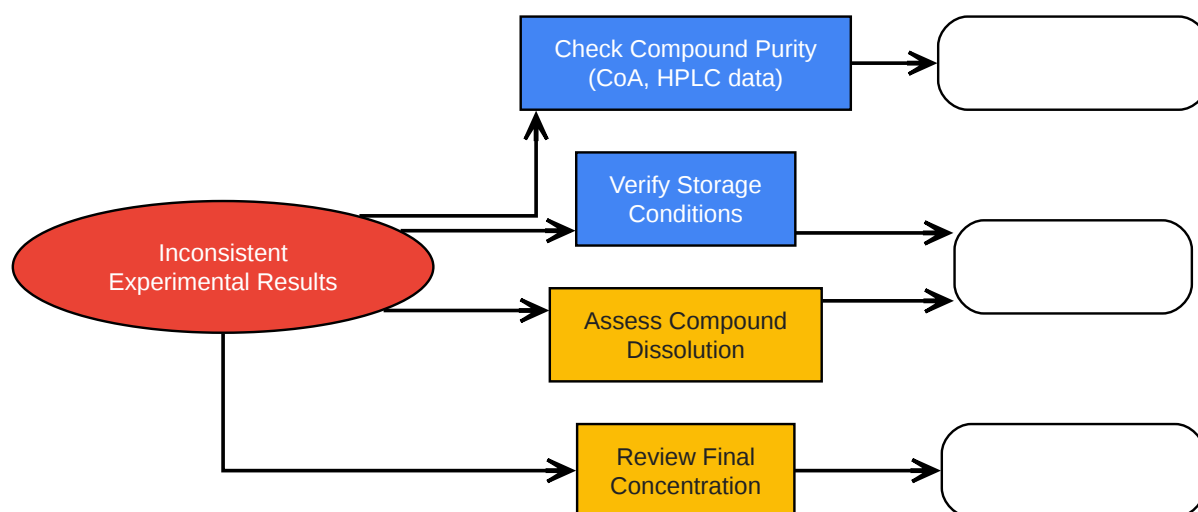 Check Compound Purity
(CoA, HPLC data)
Verify Storage
Conditions
Inconsistent
Experimental Results
Assess Compound
Dissolution
Review Final
Concentration